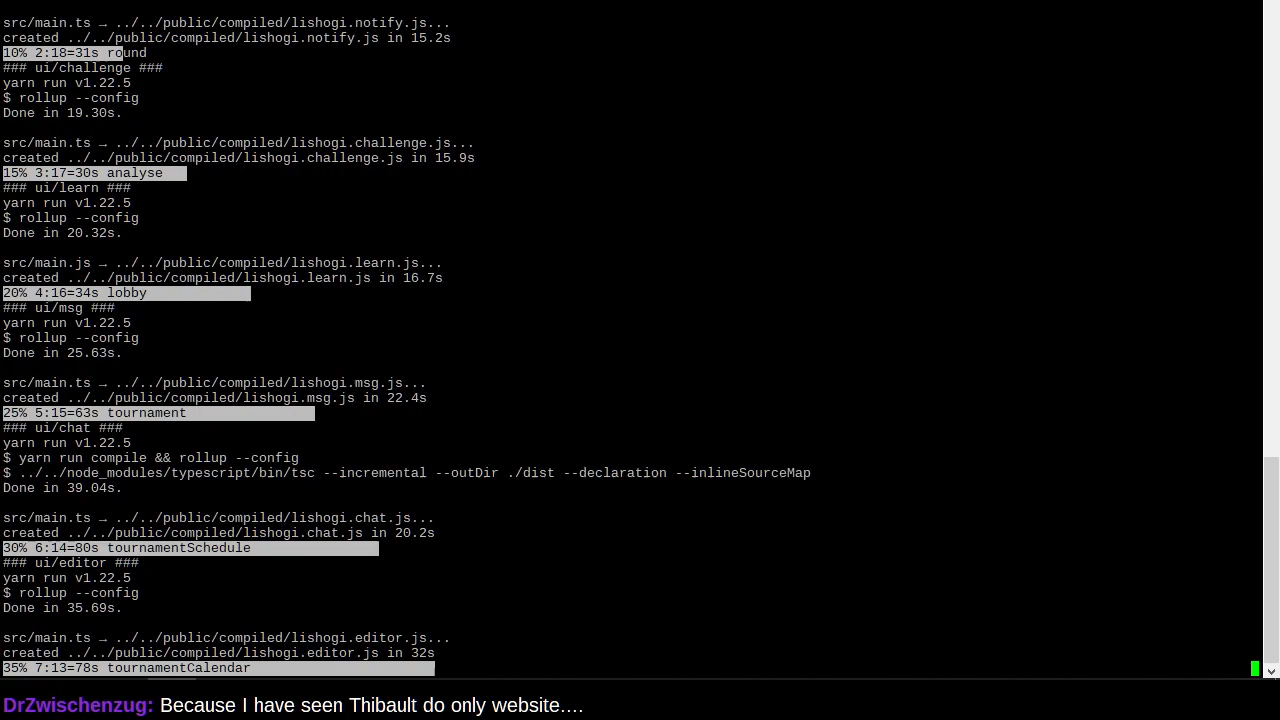 src/main.ts → ../../public/compiled/lishogi.notify.js...
created ../../public/compiled/lishogi.notify.js in 15.2s
10% 2:18=31s round
### ui/challenge ###
yarn run v1.22.5
$ rollup --config
Done in 19.30s.
src/main.ts → ../../public/compiled/lishogi.challenge.js...
created ../../public/compiled/lishogi.challenge.js in 15.9s
15% 3:17=30s analyse
### ui/learn ###
yarn run v1.22.5
$ rollup --config
Done in 20.32s.
src/main.js → ../../public/compiled/lishogi.learn.js...
created ../../public/compiled/lishogi.learn.js in 16.7s
20% 4:16=34s lobby
### ui/msg ###
yarn run v1.22.5
$ rollup --config
Done in 25.63s.
src/main.ts → ../../public/compiled/lishogi.msg.js...
created ../../public/compiled/lishogi.msg.js in 22.4s
25% 5:15=63s tournament
### ui/chat ###
yarn run v1.22.5
$ yarn run compile && rollup --config
$ ../../node_modules/typescript/bin/tsc --incremental --outDir ./dist --declaration --inlineSourceMap
Done in 39.04s.
src/main.ts → ../../public/compiled/lishogi.chat.js...
created ../../public/compiled/lishogi.chat.js in 20.2s
30% 6:14=80s tournamentSchedule
### ui/editor ###
yarn run v1.22.5
$ rollup --config
Done in 35.69s.
src/main.ts → ../../public/compiled/lishogi.editor.js...
created ../../public/compiled/lishogi.editor.js in 32s
35% 7:13=78s tournamentCalendar
DrZwischenzug: Because I have seen Thibault do only website....